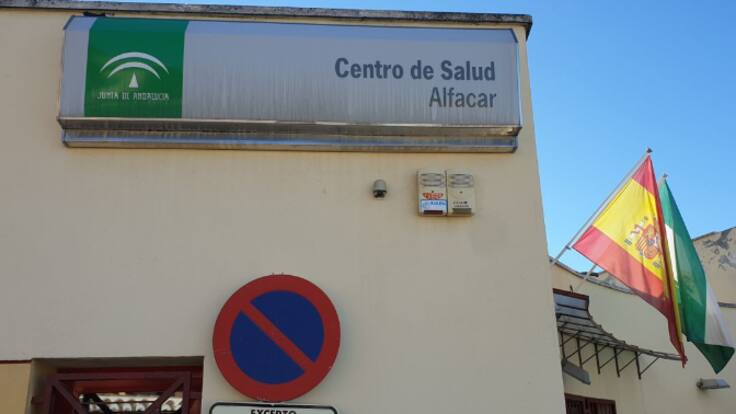 JUNTA DE ANDALUCIA
Centro de Salud
Alfacar
EXCEPTO